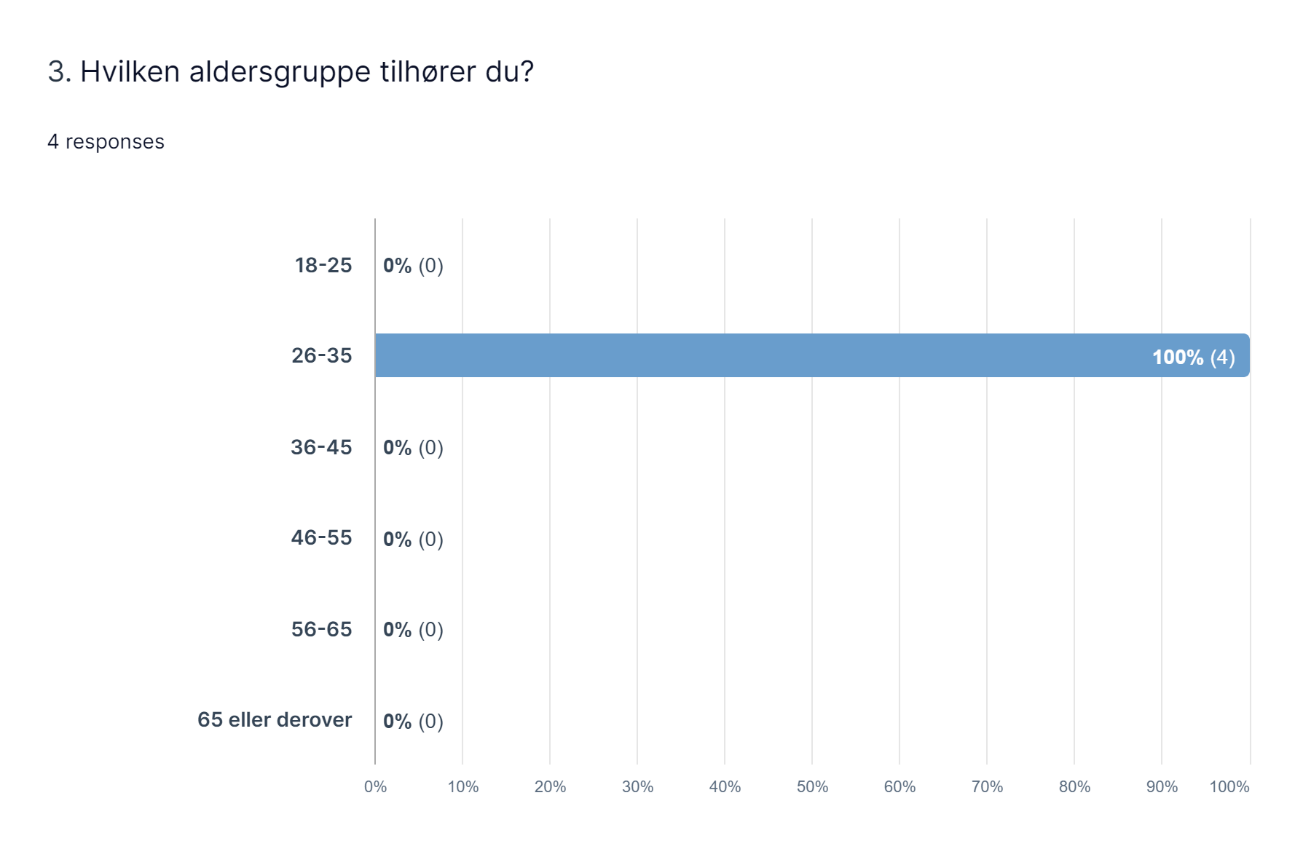 3. Hvilken aldersgruppe tilhører du?
4 responses
18-25 0% (0)
26-35 100% (4)
36-45 0% (0)
46-55 0% (0)
56-65 0% (0)
65 eller derover 0% (0)
0% 10% 20% 30% 40% 50% 60% 70% 80% 90% 100%